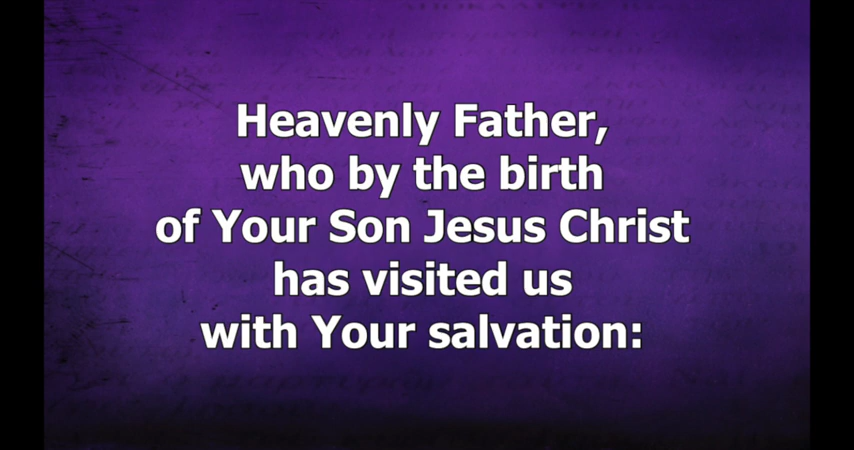 Heavenly Father,
who by the birth
of Your Son Jesus Christ
has visited us
with Your salvation: